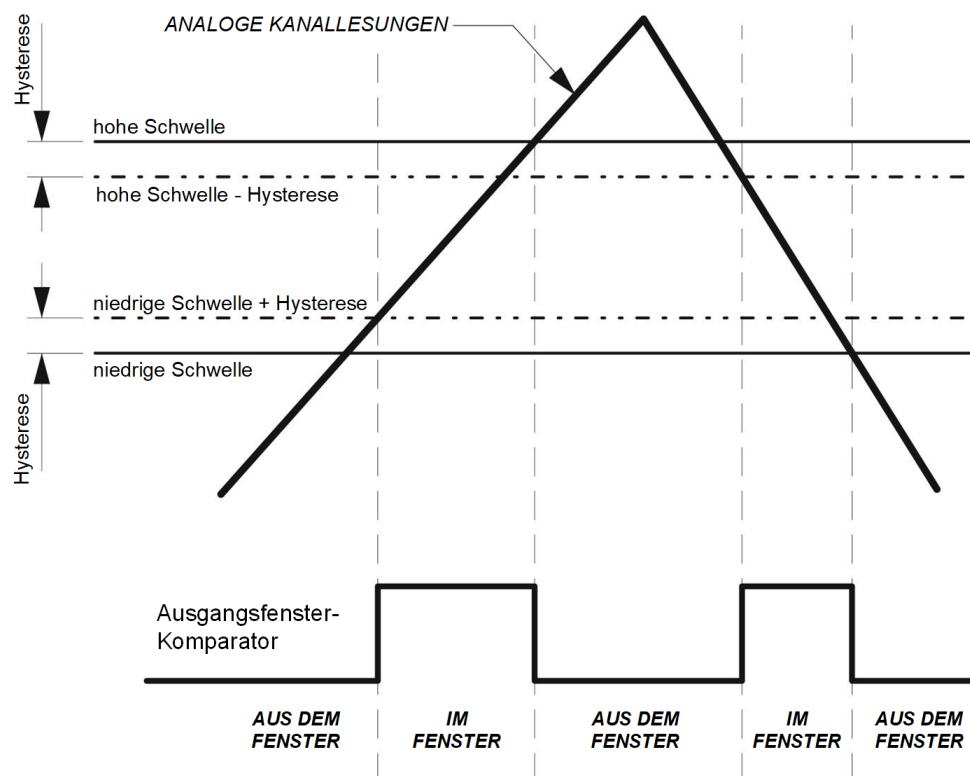 Hysterese
ANALOGE KANALLESUNGEN
hohe Schwelle
hohe Schwelle - Hysterese
niedrige Schwelle + Hysterese
niedrige Schwelle
Hysterese
Ausgangsfenster-
Komparator
AUS DEM
FENSTER
IM
FENSTER
AUS DEM
FENSTER
IM
FENSTER
AUS DEM
FENSTER